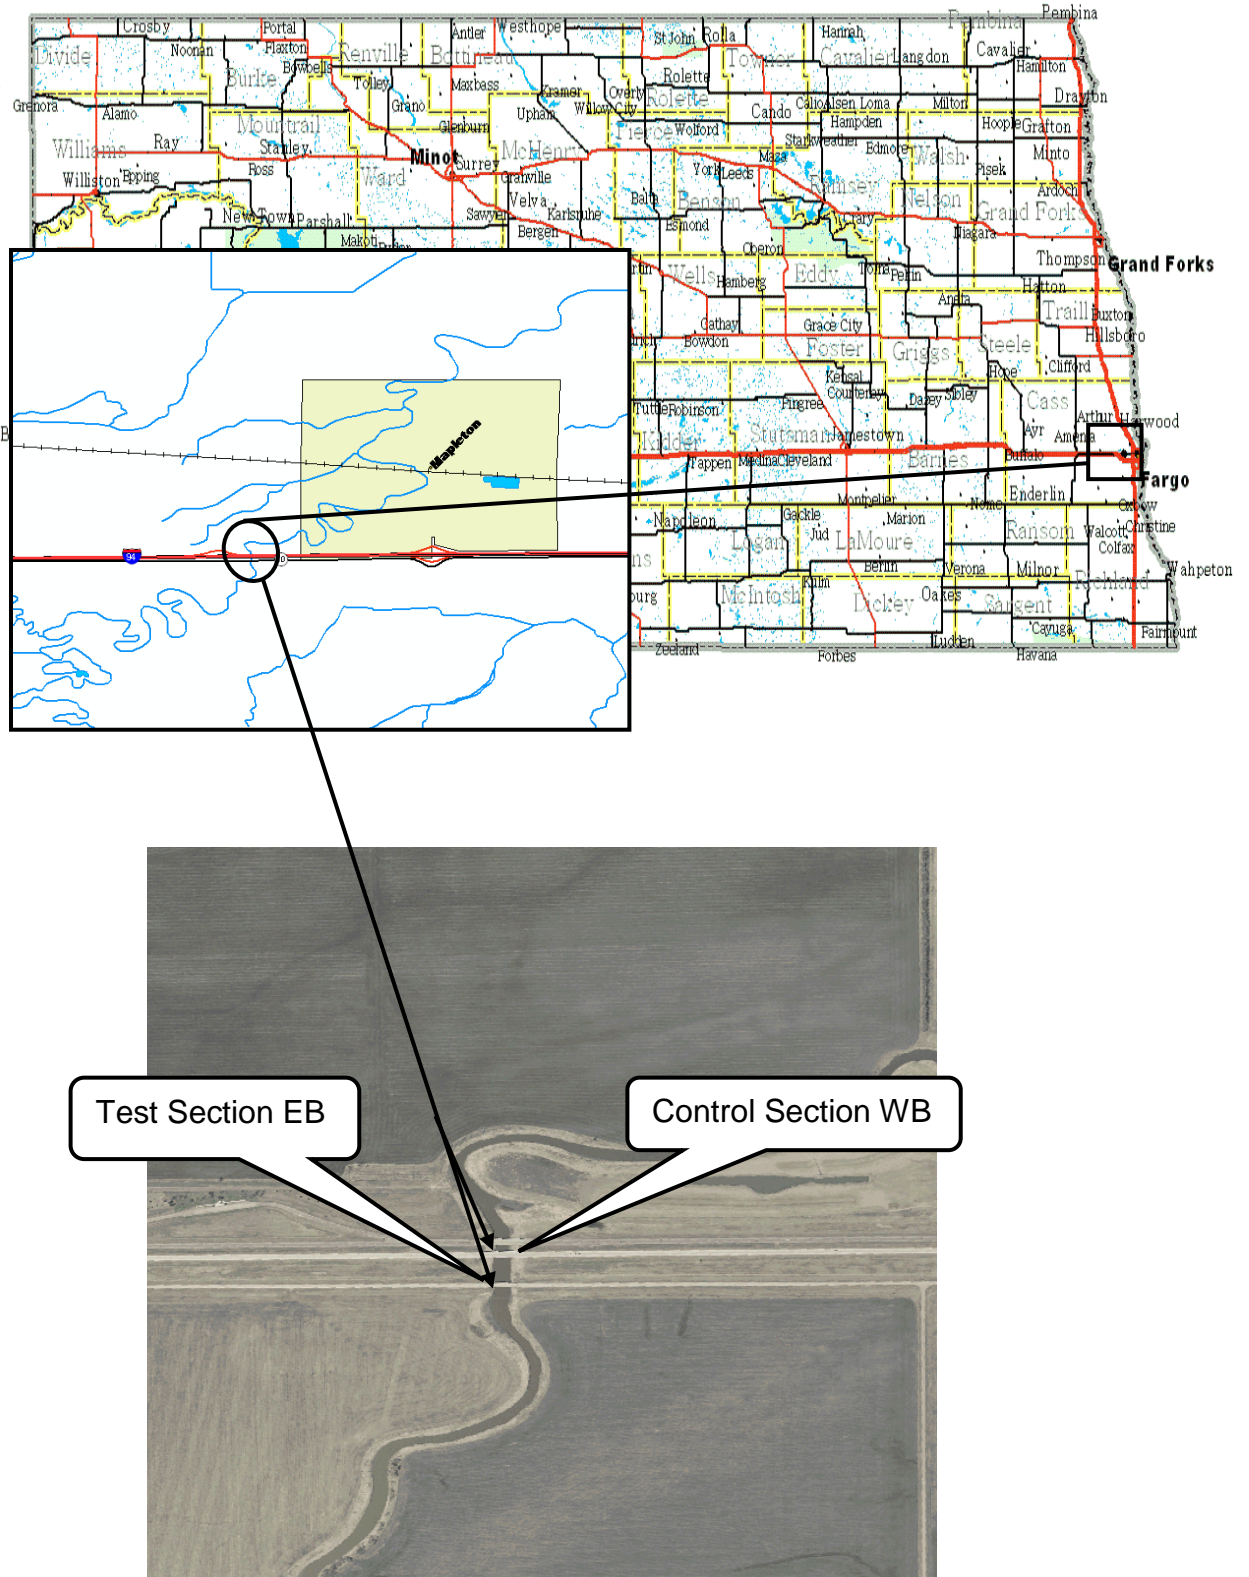 Pembina
Crosby
Portal
Antler
Westhope
St John
Rolla
Hannah
Pembina
Divide
Noonan
Flaxton
Renville
Bottineau
Towner
Cavalier
Langdon
Cavalier
Bowbells
Burke
Tolley
Maxbass
Kramer
Overly
Rolette
Hamilton
Grenora
Alamo
Grano
Upham
Willow City
Rolette
Cando
Calio
Alsen
Loma
Milton
Drayton
Mountrail
Glenburn
Pierce
Wolford
Hampden
Hoople
Grafton
Williams
Ray
Stanley
Minot
Surrey
McHenry
Starkweather
Edmore
Walsh
Minto
Williston
Epping
Ross
Ward
Granville
York
Leeds
Maza
Ramsey
Pisek
Ardoch
New Town
Parshall
Sawyer
Velva
Karlsruhe
Balta
Benson
Nelson
Grand Forks
Makoti
Bergen
Esmond
Oberon
Niagara
Thompson
Grand Forks
Wells
Hamberg
Eddy
Tolna
Pekin
Hatton
Aneta
Traill
Buxton
Cathay
Grace City
Hillsboro
Bowdon
Foster
Griggs
Steele
Hope
Clifford
Kensal
Courtenay
Mapleton
Tuttle
Robinson
Pingree
Dazey
Sibley
Cass
Arthur
Harwood
B
Kidder
Stutsman
Jamestown
Ayr
Amenia
Tappen
Medina
Cleveland
Barnes
Buffalo
Fargo
Montpelier
Nome
Enderlin
Oxbow
Napoleon
Gackle
Marion
Ransom
Walcott
Christine
94
Logan
Jud
LaMoure
Colfax
ns
Berlin
Verona
Milnor
Richland
Wahpeton
burg
McIntosh
Kulm
Dickey
Oakes
Sargent
Cayuga
Fairmount
Zeeland
Forbes
Ludden
Havana
Test Section EB
Control Section WB